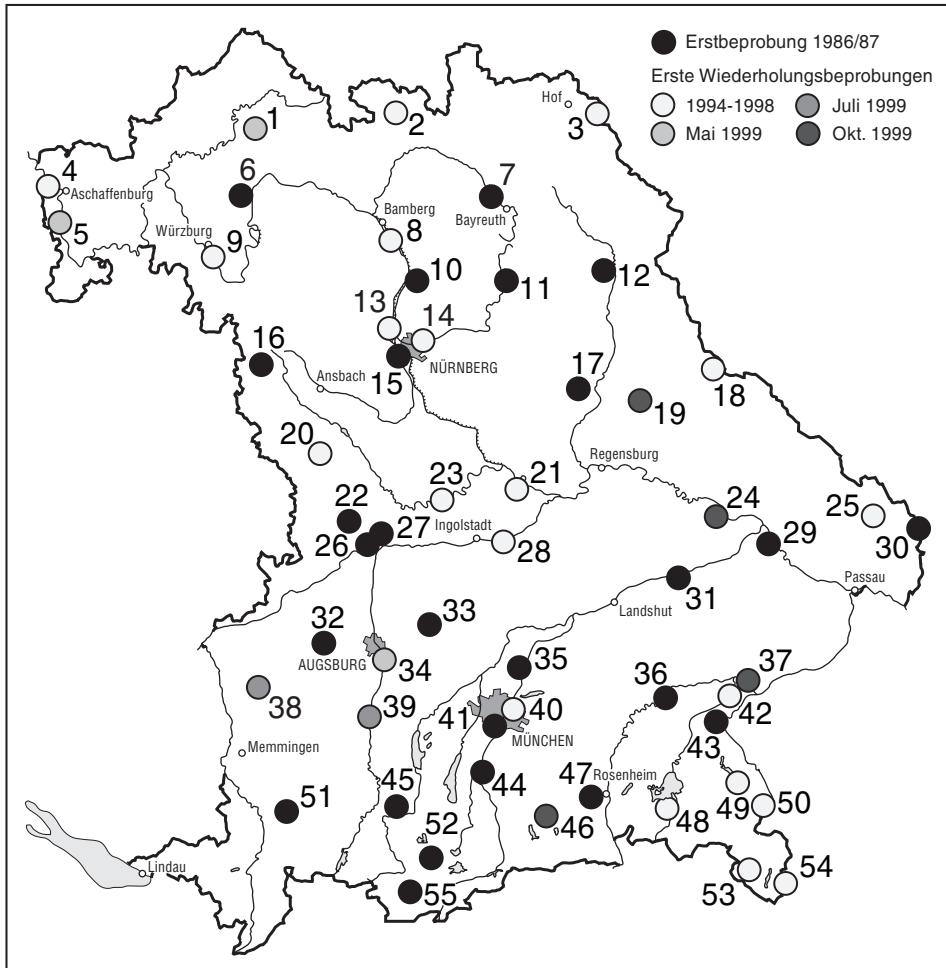 Erstbeprobung 1986/87
Erste Wiederholungsbeprobungen
1994-1998 Juli 1999
Mai 1999 Okt. 1999
Hof
1
2
3
4
Aschaffenburg
5
6
7
Bamberg
Bayreuth
Würzburg
8
9
10
11
12
13
14
15
NÜRNBERG
16
Ansbach
17
18
19
20
Regensburg
21
22
23
24
25
Ingolstadt
26
27
28
29
30
Passau
31
Landshut
32
33
AUGSBURG
34
35
36
37
38
39
40
41
MÜNCHEN
42
43
Memmingen
44
45
46
47
Rosenheim
48
49
50
51
52
53
54
55
Lindau